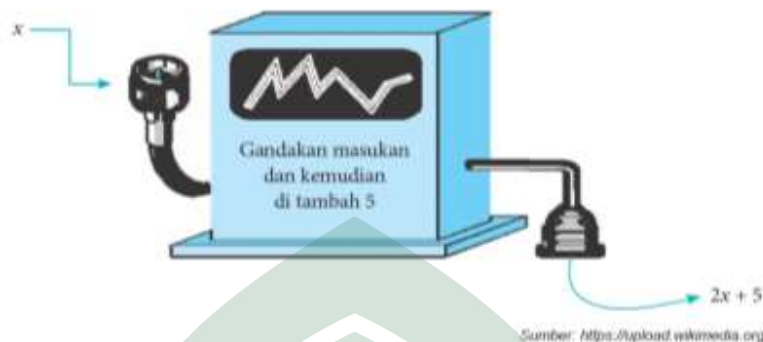 x
Gandakan masukan
dan kemudian
di tambah 5
2x + 5
Sumber: https://upload.wikimedia.org